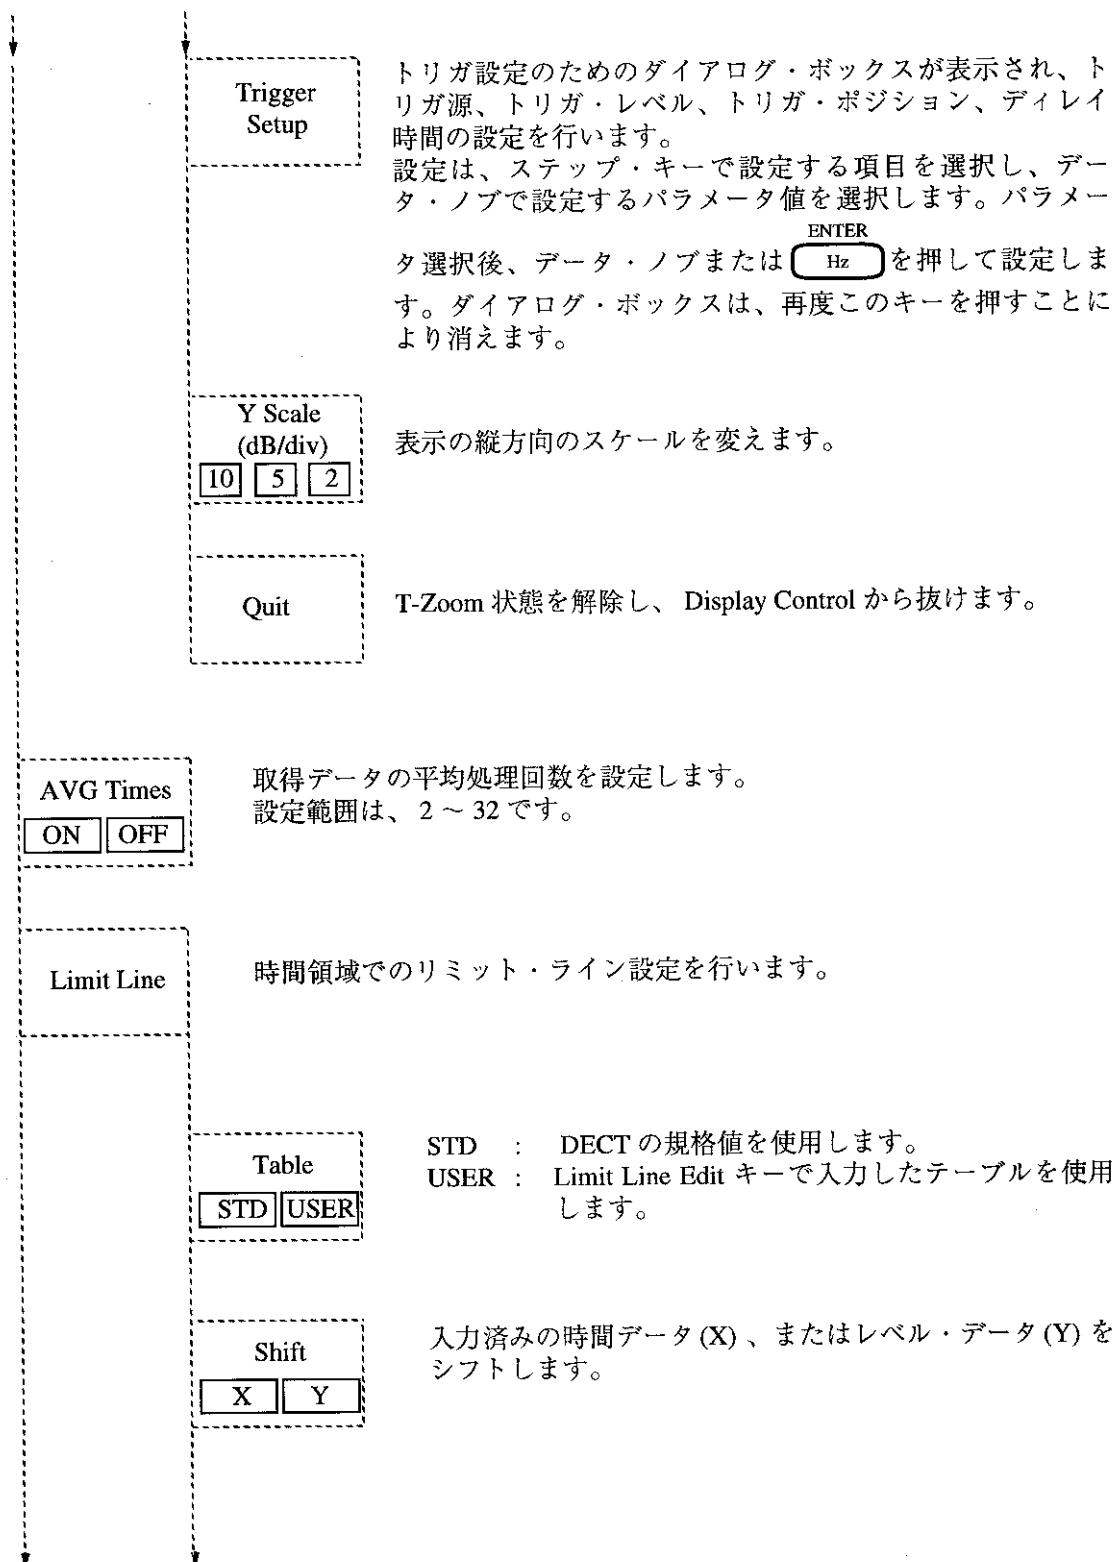 Trigger
Setup
トリガ設定のためのダイアログ・ボックスが表示され、ト
リガ源、トリガ・レベル、トリガ・ポジション、ディレイ
時間の設定を行います。
設定は、ステップ・キーで設定する項目を選択し、デー
タ・ノブで設定するパラメータ値を選択します。パラメー
ENTER
タ選択後、データ・ノブまたは Hz を押して設定しま
す。ダイアログ・ボックスは、再度このキーを押すことに
より消えます。
Y Scale
(dB/div)
10 5 2
表示の縦方向のスケールを変えます。
Quit
T-Zoom 状態を解除し、 Display Control から抜けます。
AVG Times
ON OFF
取得データの平均処理回数を設定します。
設定範囲は、 2 ~ 32 です。
Limit Line
時間領域でのリミット・ライン設定を行います。
Table
STD USER
STD : DECT の規格値を使用します。
USER : Limit Line Edit キーで入力したテーブルを使用
します。
Shift
X Y
入力済みの時間データ (X) 、またはレベル・データ (Y) を
シフトします。